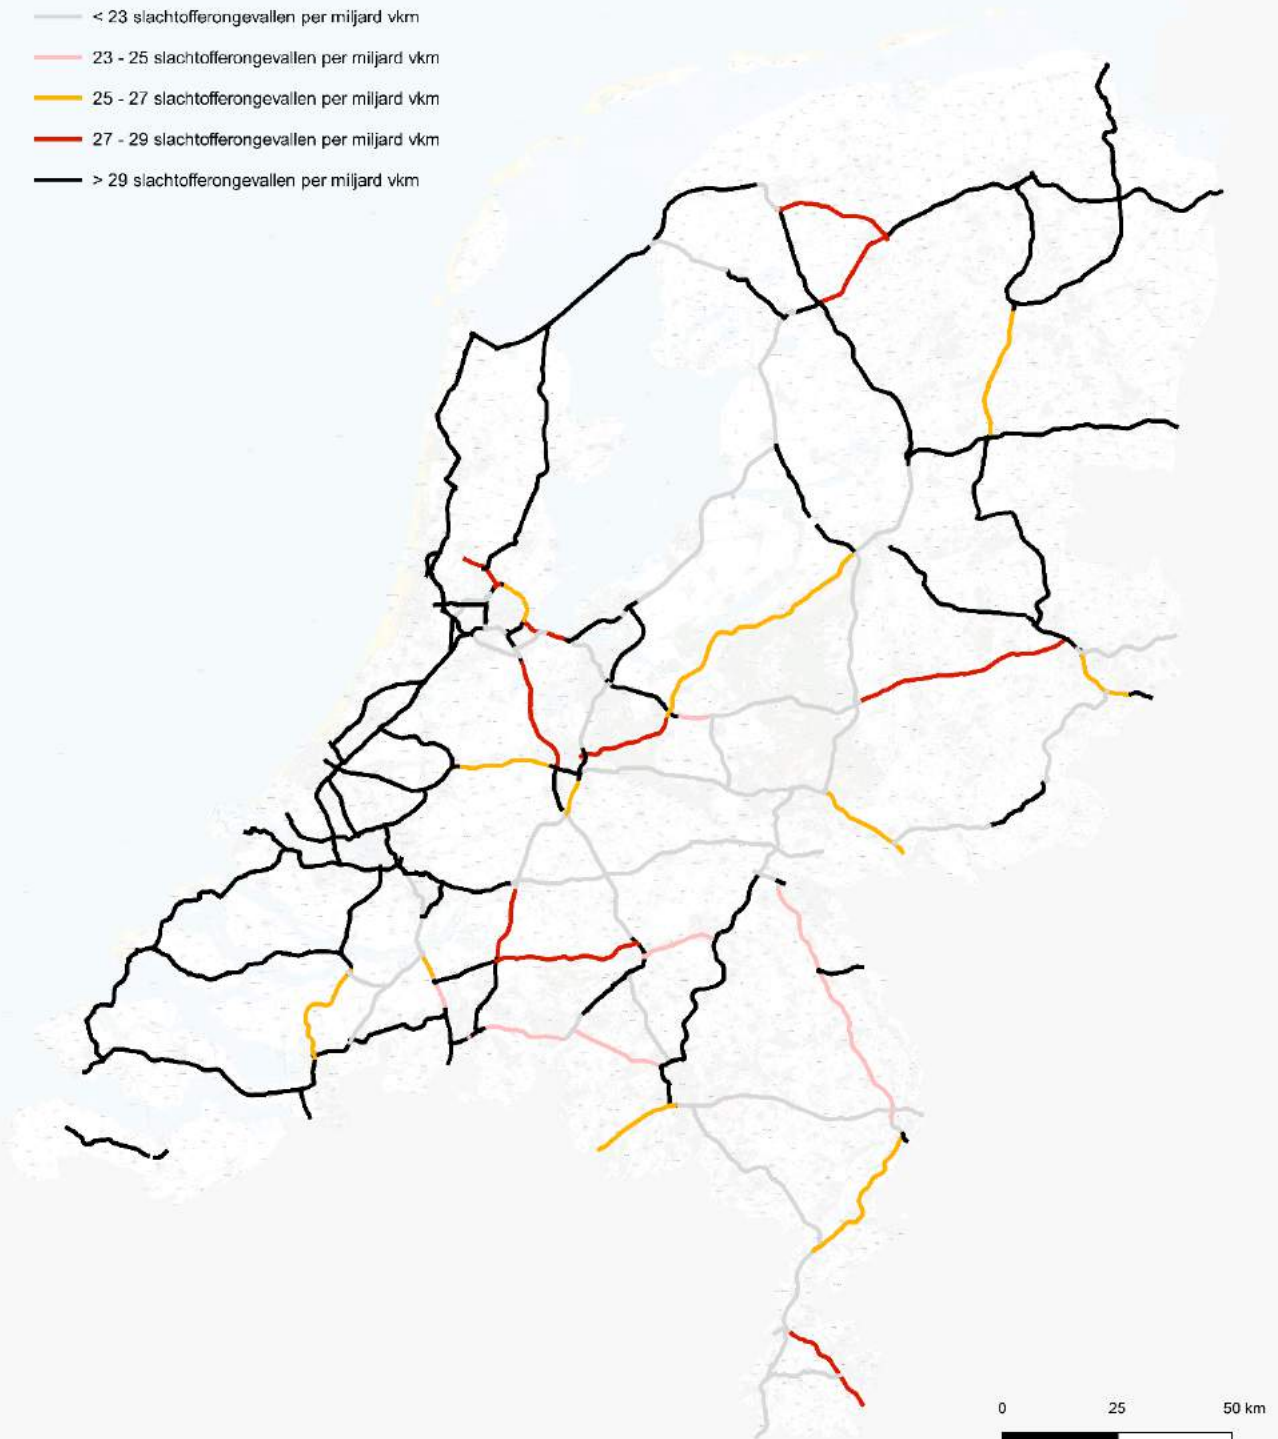 < 23 slachtofferongevallen per miljard vkm
23 - 25 slachtofferongevallen per miljard vkm
25 - 27 slachtofferongevallen per miljard vkm
27 - 29 slachtofferongevallen per miljard vkm
> 29 slachtofferongevallen per miljard vkm
0 25 50 km